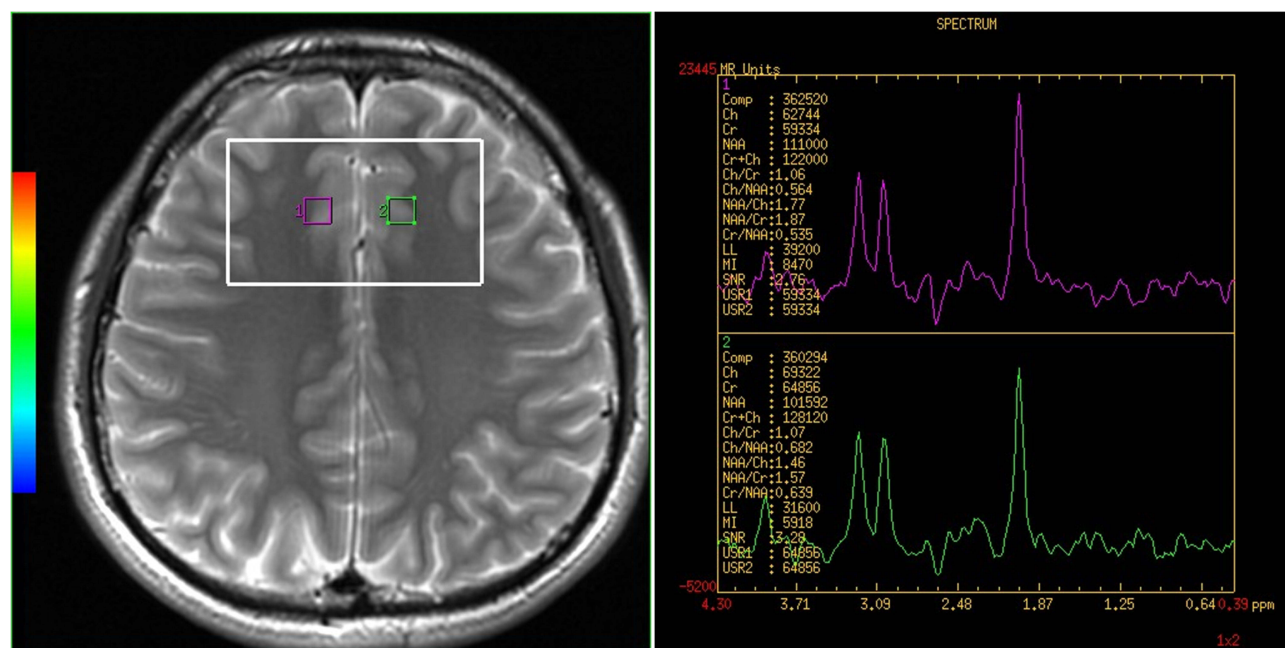 SPECTRUM
23445 MR Units
1
Comp : 362520
Ch : 62744
Cr : 59334
NAA : 111000
Cr+Ch : 122000
Ch/Cr :1.06
Ch/NAA:0.564
NAA/Ch:1.77
NAA/Cr:1.87
Cr/NAA:0.535
LL : 39200
MI : 8470
SNR : 2.76
USR1 : 59334
USR2 : 59334
1
2
2
Comp : 360294
Ch : 69322
Cr : 64856
NAA : 101592
Cr+Ch : 128120
Ch/Cr :1.07
Ch/NAA:0.682
NAA/Ch:1.46
NAA/Cr:1.57
Cr/NAA:0.639
LL : 31600
MI : 5918
SNR : 3.28
USR1 : 64856
USR2 : 64856
-5200
4.30 3.71 3.09 2.48 1.87 1.25 0.64 0.39 ppm
1x2